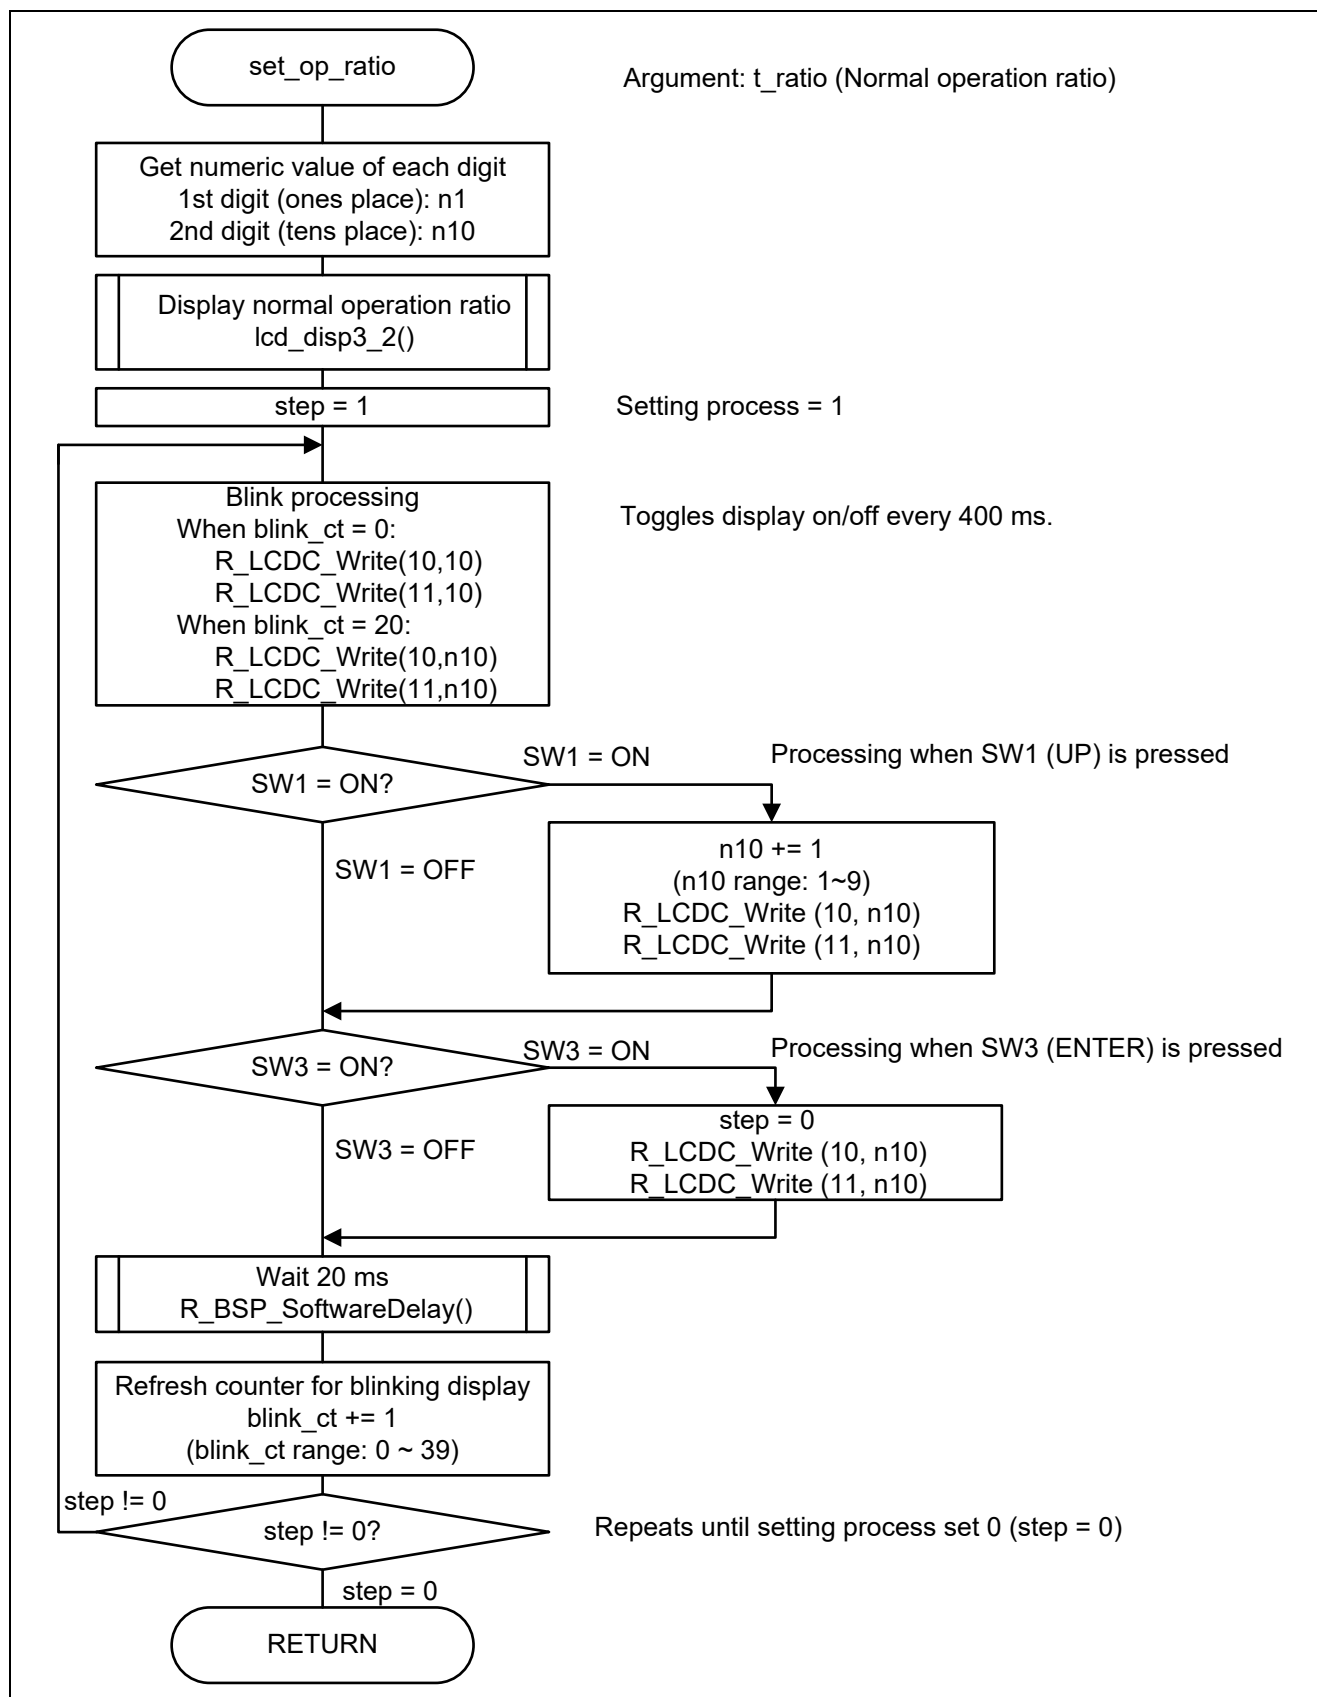 set_op_ratio
Argument: t_ratio (Normal operation ratio)
Get numeric value of each digit
1st digit (ones place): n1
2nd digit (tens place): n10
Display normal operation ratio
lcd_disp3_2()
step = 1
Setting process = 1
Blink processing
When blink_ct = 0:
R_LCDC_Write(10,10)
R_LCDC_Write(11,10)
When blink_ct = 20:
R_LCDC_Write(10,n10)
R_LCDC_Write(11,n10)
Toggles display on/off every 400 ms.
SW1 = ON?
SW1 = ON
Processing when SW1 (UP) is pressed
SW1 = OFF
n10 += 1
(n10 range: 1~9)
R_LCDC_Write (10, n10)
R_LCDC_Write (11, n10)
SW3 = ON?
SW3 = ON
Processing when SW3 (ENTER) is pressed
SW3 = OFF
step = 0
R_LCDC_Write (10, n10)
R_LCDC_Write (11, n10)
Wait 20 ms
R_BSP_SoftwareDelay()
Refresh counter for blinking display
blink_ct += 1
(blink_ct range: 0 ~ 39)
step != 0
step != 0?
Repeats until setting process set 0 (step = 0)
step = 0
RETURN